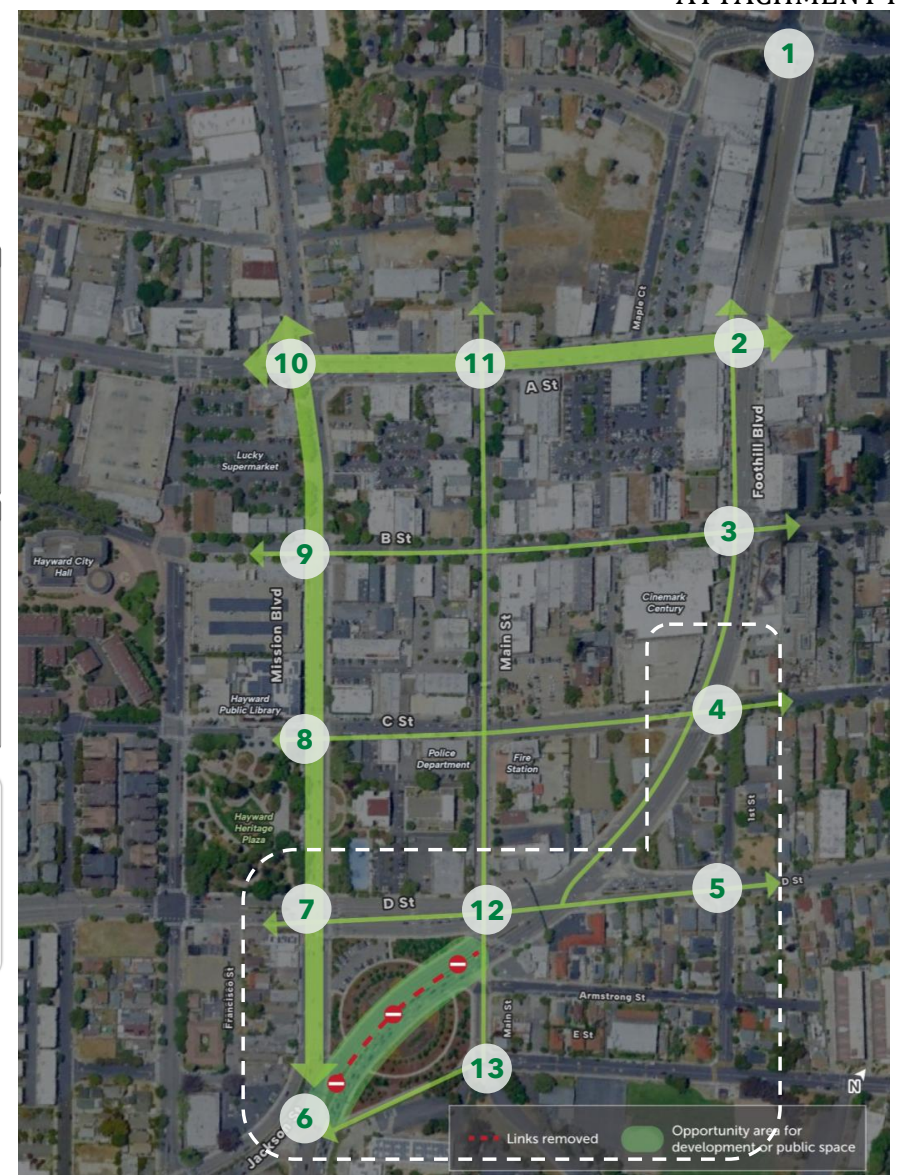 1
2
Maple Ct
10
11
A St
Foothill Blvd
Lucky
Supermarket
3
9
B St
Hayward City
Hall
Cinemark
Century
Mission Blvd
Main St
Hayward
Public Library
4
8
C St
Police
Department
Fire
Station
1st St
Hayward
Heritage
Plaza
5
D St
7
D St
12
Francisco St
Armstrong St
Main St
E St
13
6
N
Links removed
Opportunity area for
development or public space